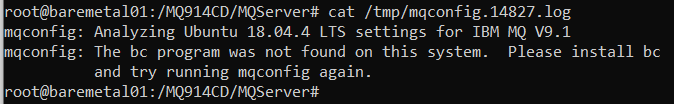 root@baremetal01:/MQ914CD/MQServer# cat /tmp/mqconfig.14827.log
mqconfig: Analyzing Ubuntu 18.04.4 LTS settings for IBM MQ V9.1
mqconfig: The bc program was not found on this system.  Please install bc
          and try running mqconfig again.
root@baremetal01:/MQ914CD/MQServer#